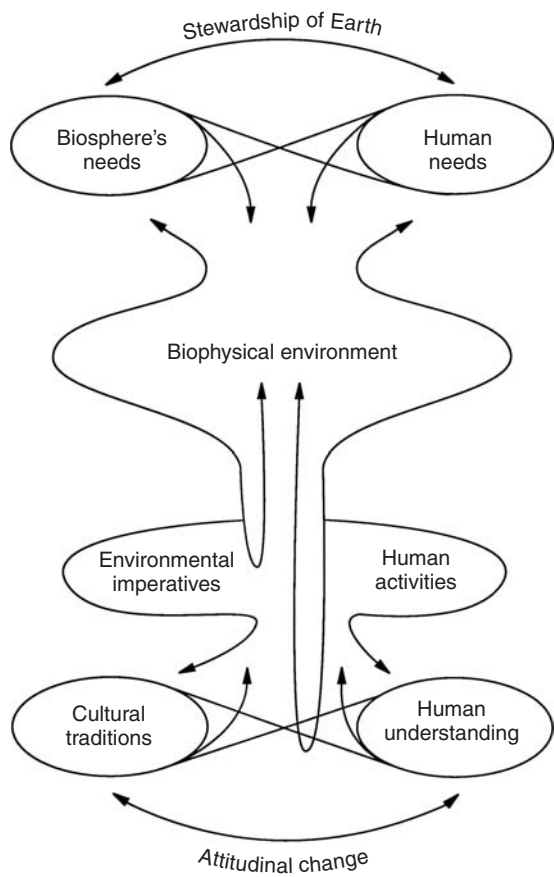 Stewardship of Earth
Biosphere's
needs
Human
needs
Biophysical environment
Environmental
imperatives
Human
activities
Cultural
traditions
Human
understanding
Attitudinal change